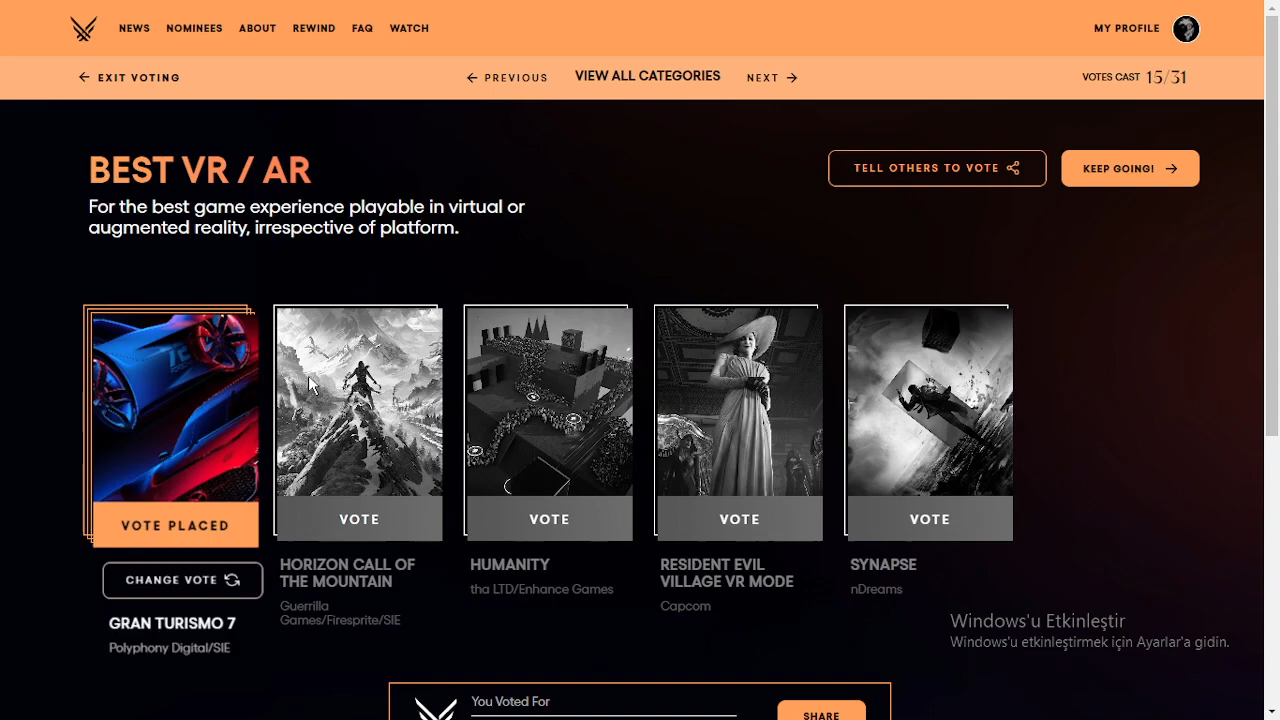 NEWS NOMINEES ABOUT REWIND FAQ WATCH MY PROFILE
EXIT VOTING PREVIOUS VIEW ALL CATEGORIES NEXT VOTES CAST 15/31
BEST VR / AR
TELL OTHERS TO VOTE KEEP GOING!
For the best game experience playable in virtual or
augmented reality, irrespective of platform.
VOTE PLACED
VOTE
VOTE
VOTE
VOTE
CHANGE VOTE
GRAN TURISMO 7
Polyphony Digital/SIE
HORIZON CALL OF
THE MOUNTAIN
Guerrilla
Games/Firesprite/SIE
HUMANITY
tha LTD/Enhance Games
RESIDENT EVIL
VILLAGE VR MODE
Capcom
SYNAPSE
nDreams
Windows'u Etkinleştir
Windows'u etkinleştirmek için Ayarlar'a gidin.
You Voted For
SHARE